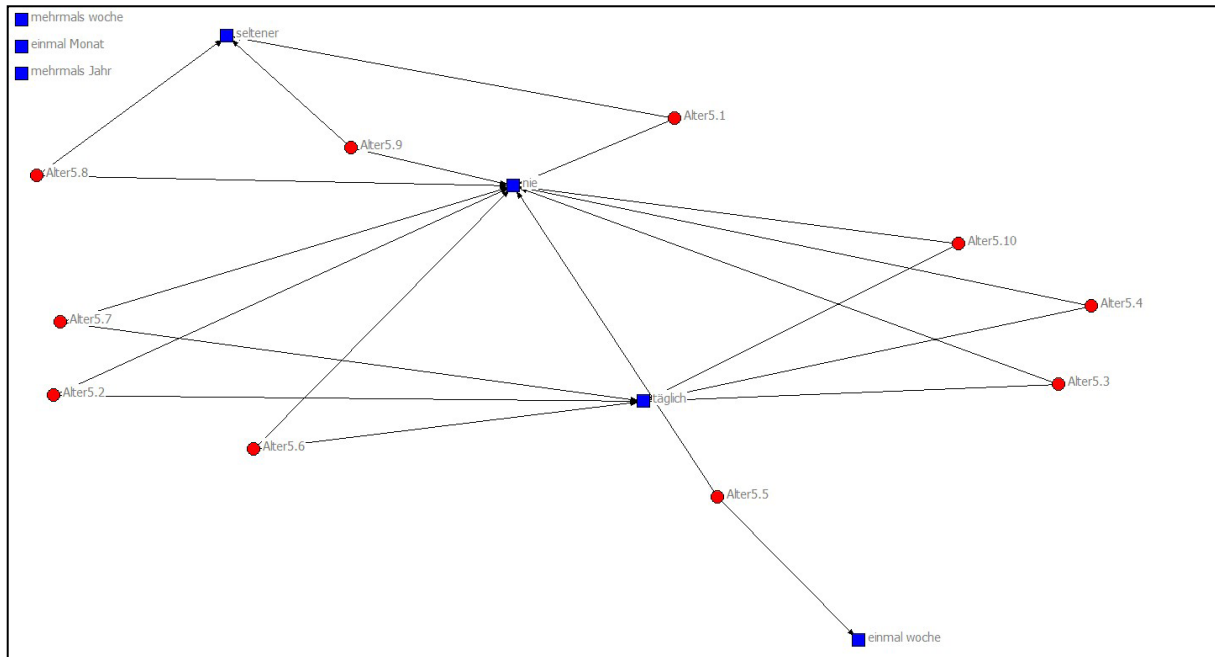 mehrmals woche
seltener
einmal Monat
mehrmals Jahr
Alter5.1
Alter5.9
Alter5.8
nie
Alter5.10
Alter5.4
Alter5.7
Alter5.3
Alter5.2
täglich
Alter5.6
Alter5.5
einmal woche